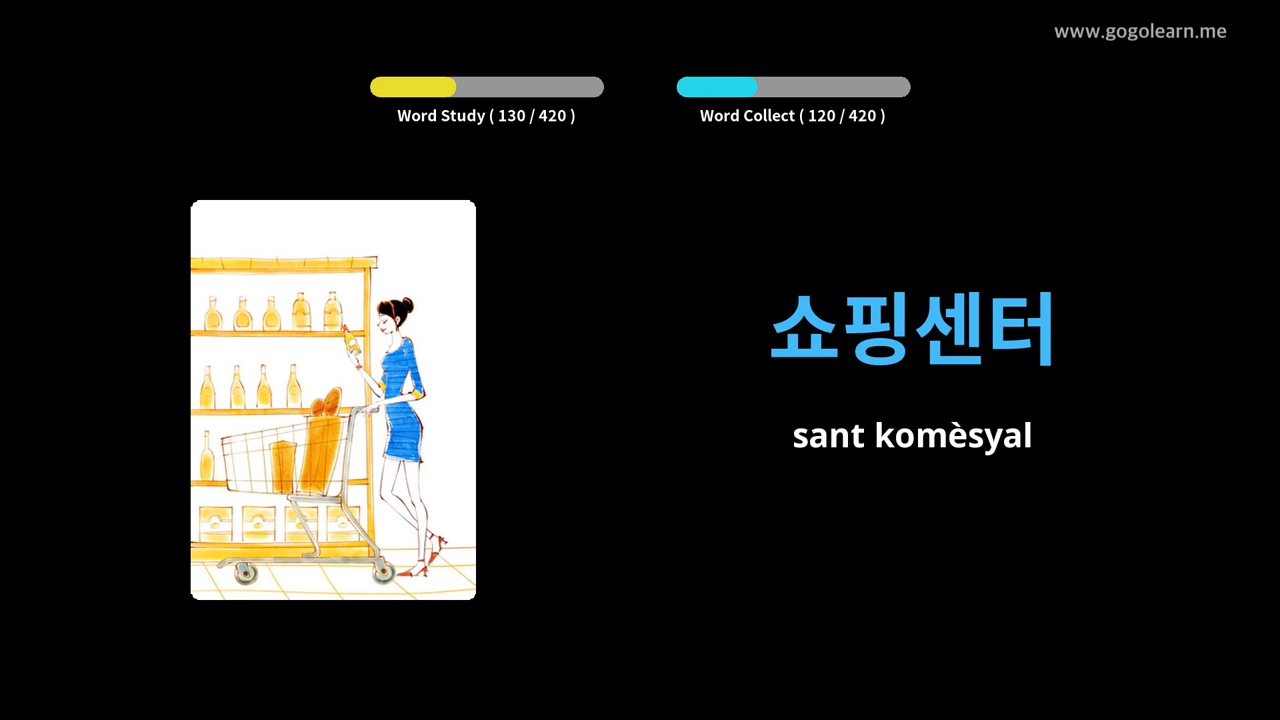 www.gogolearn.me
Word Study ( 130 / 420 )
Word Collect ( 120 / 420 )
쇼핑센터
sant komèsyal